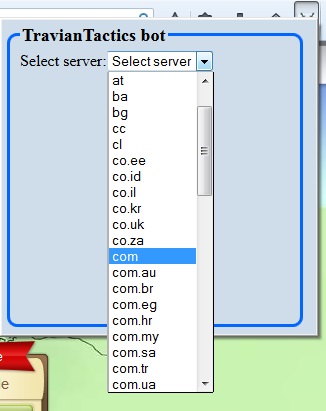 TravianTactics bot
Select server: Select server
at
ba
bg
cc
cl
co.ee
co.id
co.il
co.kr
co.uk
co.za
com
com.au
com.br
com.eg
com.hr
com.my
com.sa
com.tr
com.ua